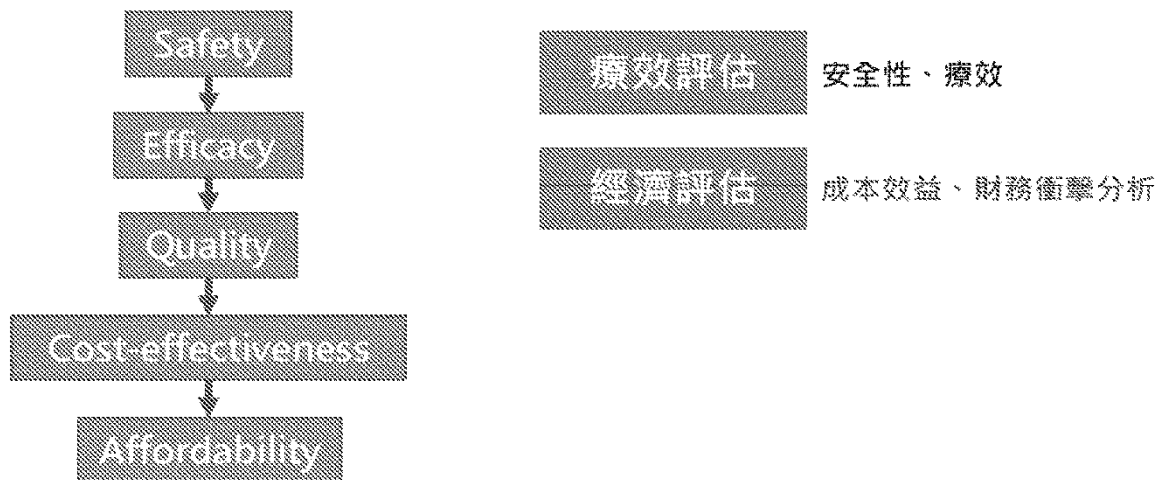 Safety
Efficacy
Quality
Cost-effectiveness
Affordability
療效評估
安全性、療效
經濟評估
成本效益、財務衝擊分析